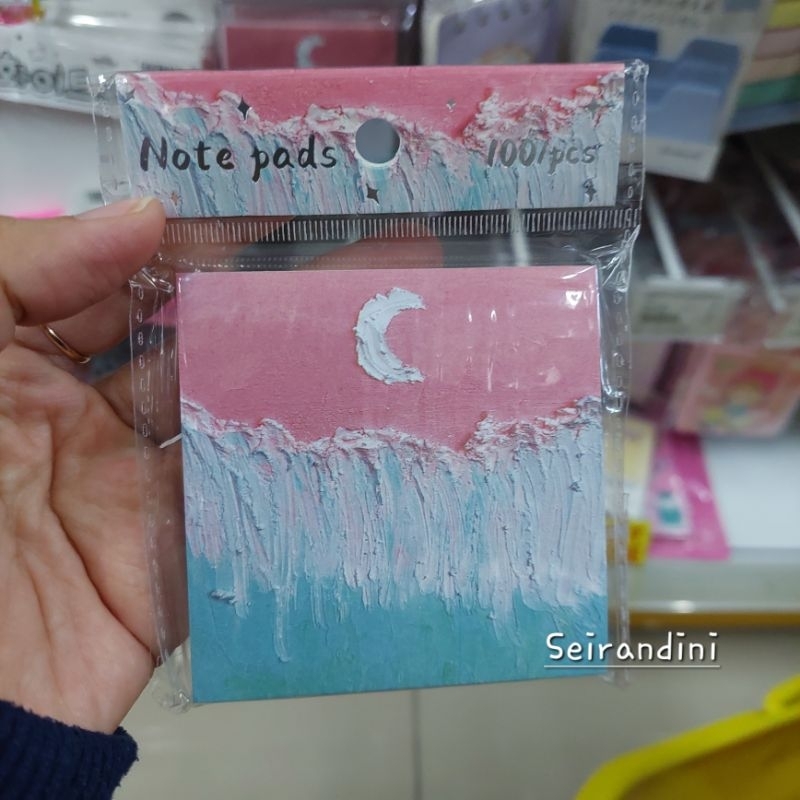 Note pads 100/pcs
Seirandini